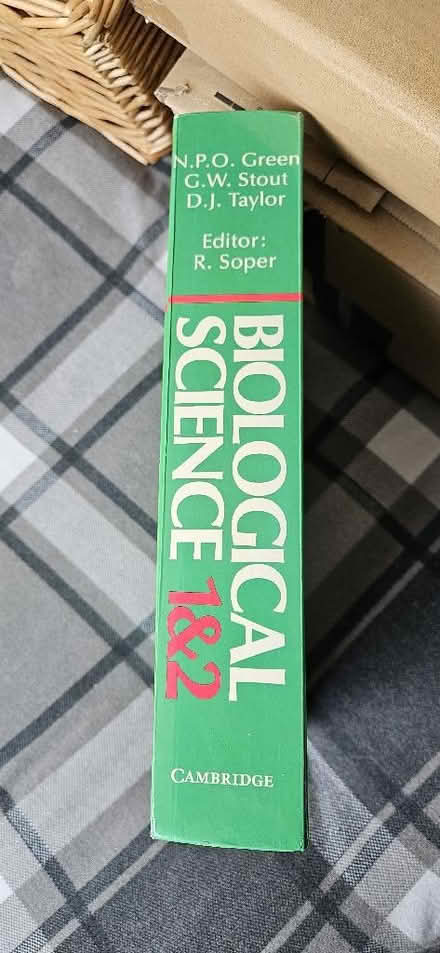 N.P.O. Green
G.W. Stout
D.J. Taylor
Editor:
R. Soper
BIOLOGICAL
SCIENCE 1&2
CAMBRIDGE